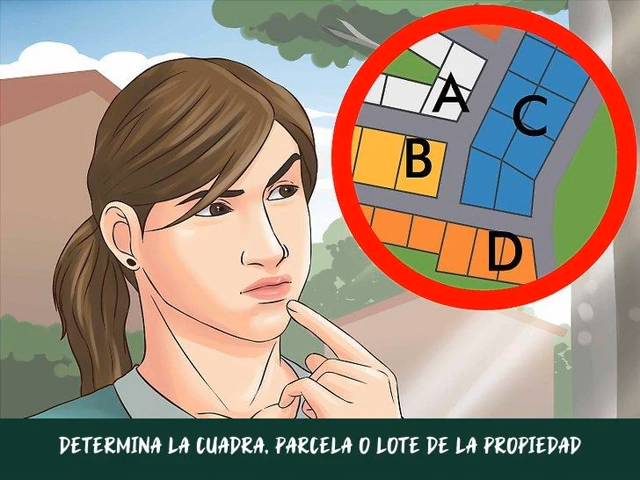 A
C
B
D
DETERMINA LA CUADRA, PARCELA O LOTE DE LA PROPIEDAD